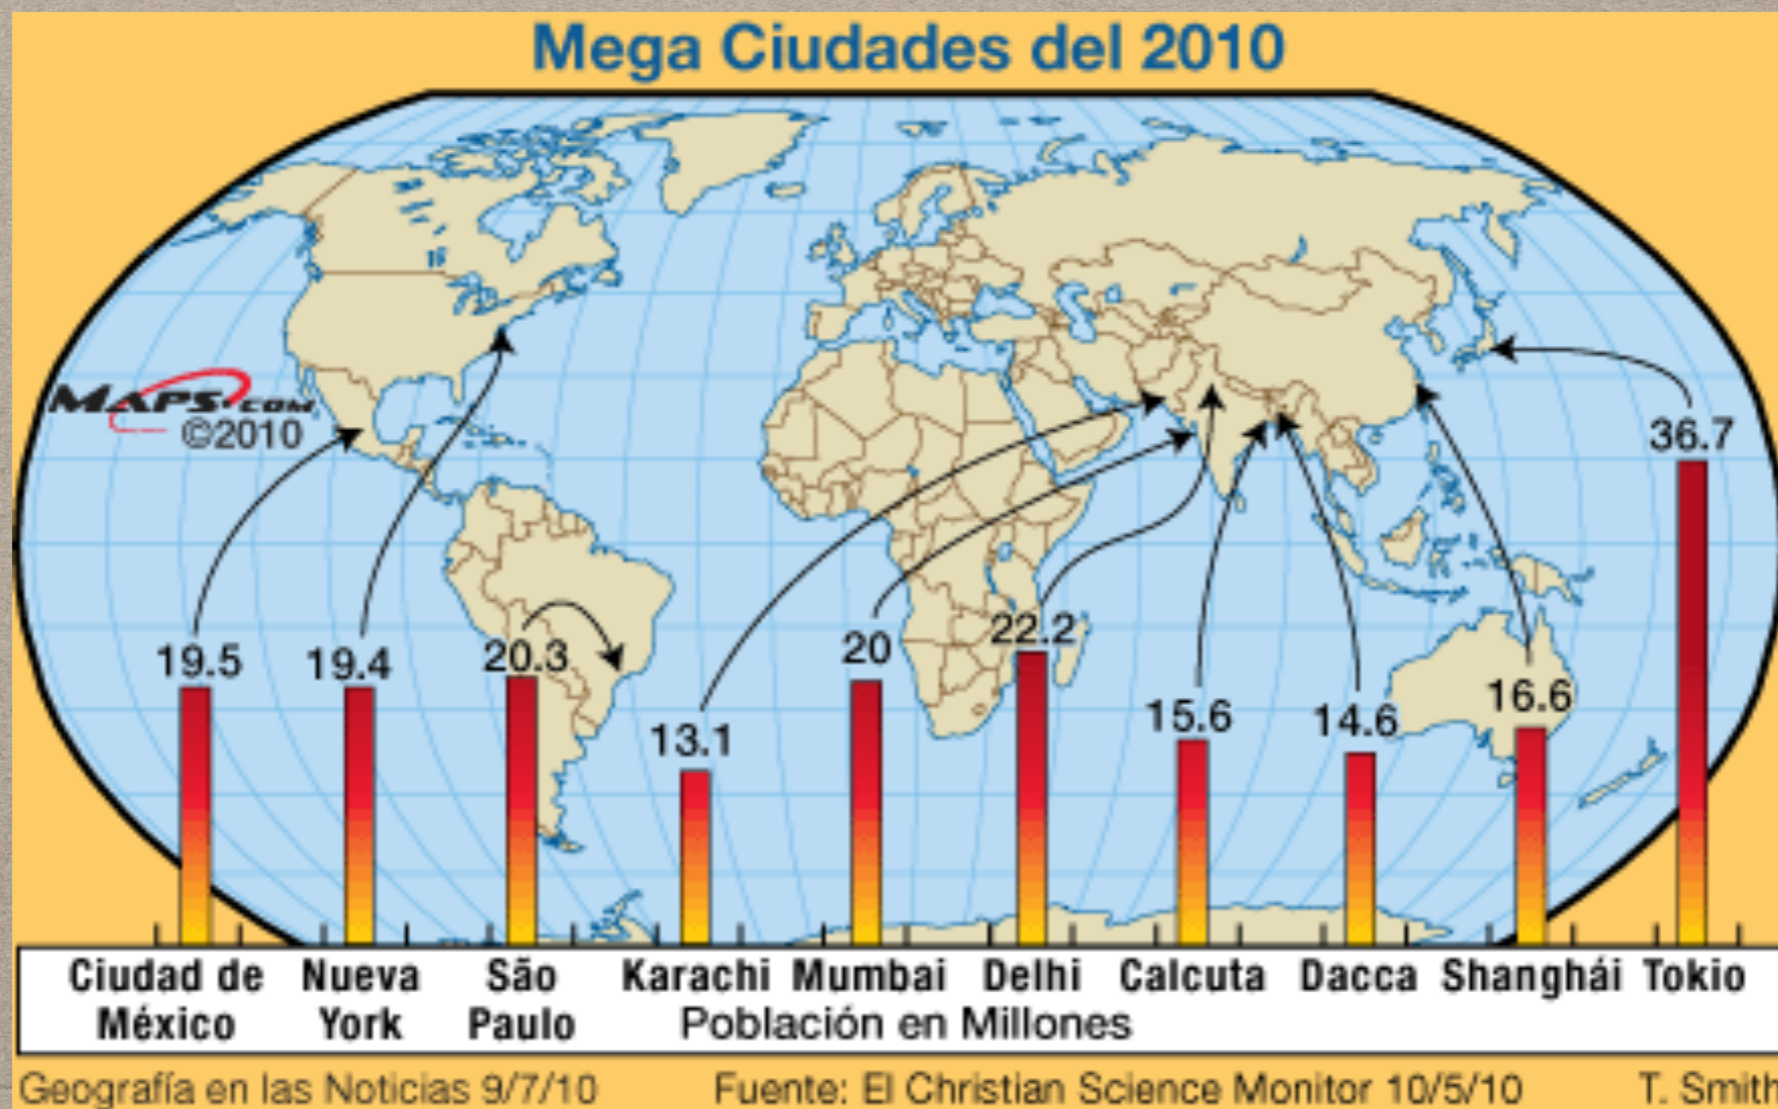 Mega Ciudades del 2010
MAPS.COM
©2010
19.5
19.4
20.3
13.1
20
22.2
15.6
14.6
16.6
36.7
Ciudad de México
Nueva York
São Paulo
Karachi
Mumbai
Delhi
Calcuta
Dacca
Shanghái
Tokio
Población en Millones
Geografía en las Noticias 9/7/10
Fuente: El Christian Science Monitor 10/5/10
T. Smith